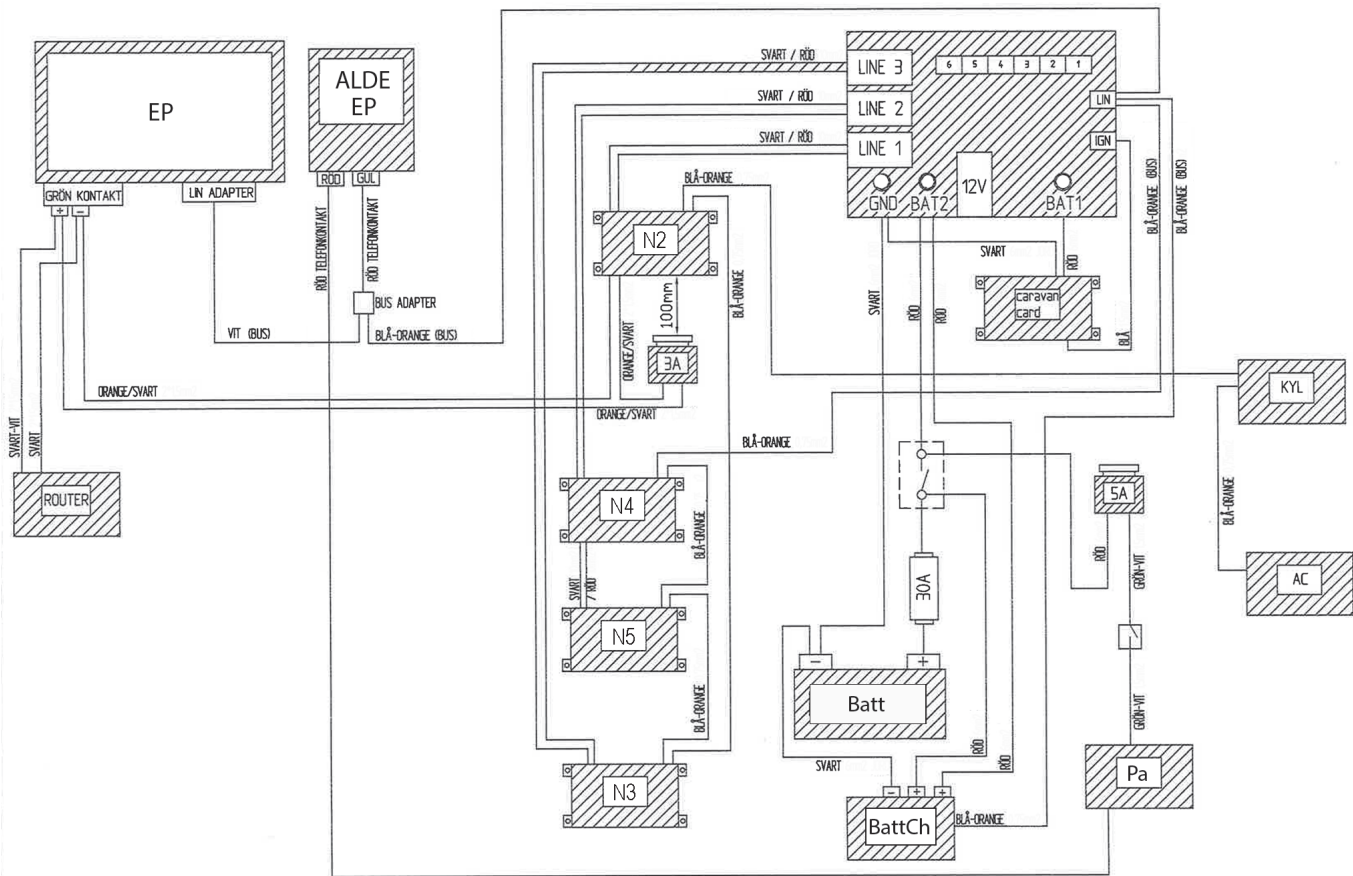 EP
GRÖN KONTAKT
+ −
LIN ADAPTER
ALDE
EP
RÖD
GUL
RÖD TELEFONKONTAKT
RÖD TELEFONKONTAKT
BUS ADAPTER
VIT (BUS)
BLÅ-ORANGE (BUS)
SVART / RÖD
SVART / RÖD
SVART / RÖD
LINE 3
LINE 2
LINE 1
6 5 4 3 2 1
LIN
IGN
12V
GND
BAT2
BAT1
BLÅ-ORANGE (BUS)
BLÅ-ORANGE (BUS)
BLÅ-ORANGE
N2
BLÅ-ORANGE
100mm
3A
ORANGE/SVART
ORANGE/SVART
ORANGE/SVART
SVART-VIT
SVART
ROUTER
SVART
RÖD
RÖD
SVART
RÖD
caravan
card
BLÅ
KYL
BLÅ-ORANGE
AC
BLÅ-ORANGE
N4
BLÅ-ORANGE
SVART
/ RÖD
N5
BLÅ-ORANGE
N3
5A
RÖD
GRÖN-VIT
GRÖN-VIT
30A
− +
Batt
SVART
RÖD
RÖD
− + +
BattCh
BLÅ-ORANGE
Pa